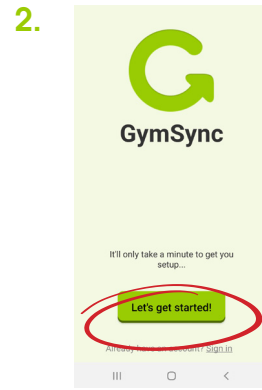 2.
GymSync
It'll only take a minute to get you
setup...
Let's get started!
Already have an account? Sign in